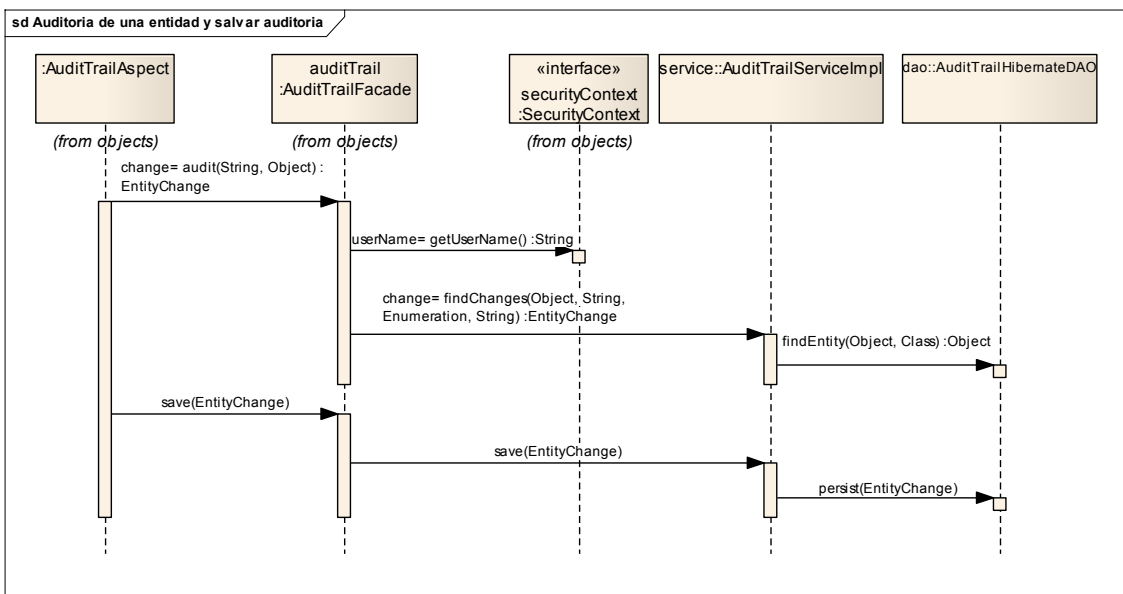 sd Auditoria de una entidad y salvar auditoria
:AuditTrailAspect
auditTrail
:AuditTrailFacade
«interface»
securityContext
:SecurityContext
service::AuditTrailServiceImpl
dao::AuditTrailHibernateDAO
(from objects)
(from objects)
(from objects)
change= audit(String, Object) :
EntityChange
userName= getUserName() :String
change= findChanges(Object, String,
Enumeration, String) :EntityChange
findEntity(Object, Class) :Object
save(EntityChange)
save(EntityChange)
persist(EntityChange)